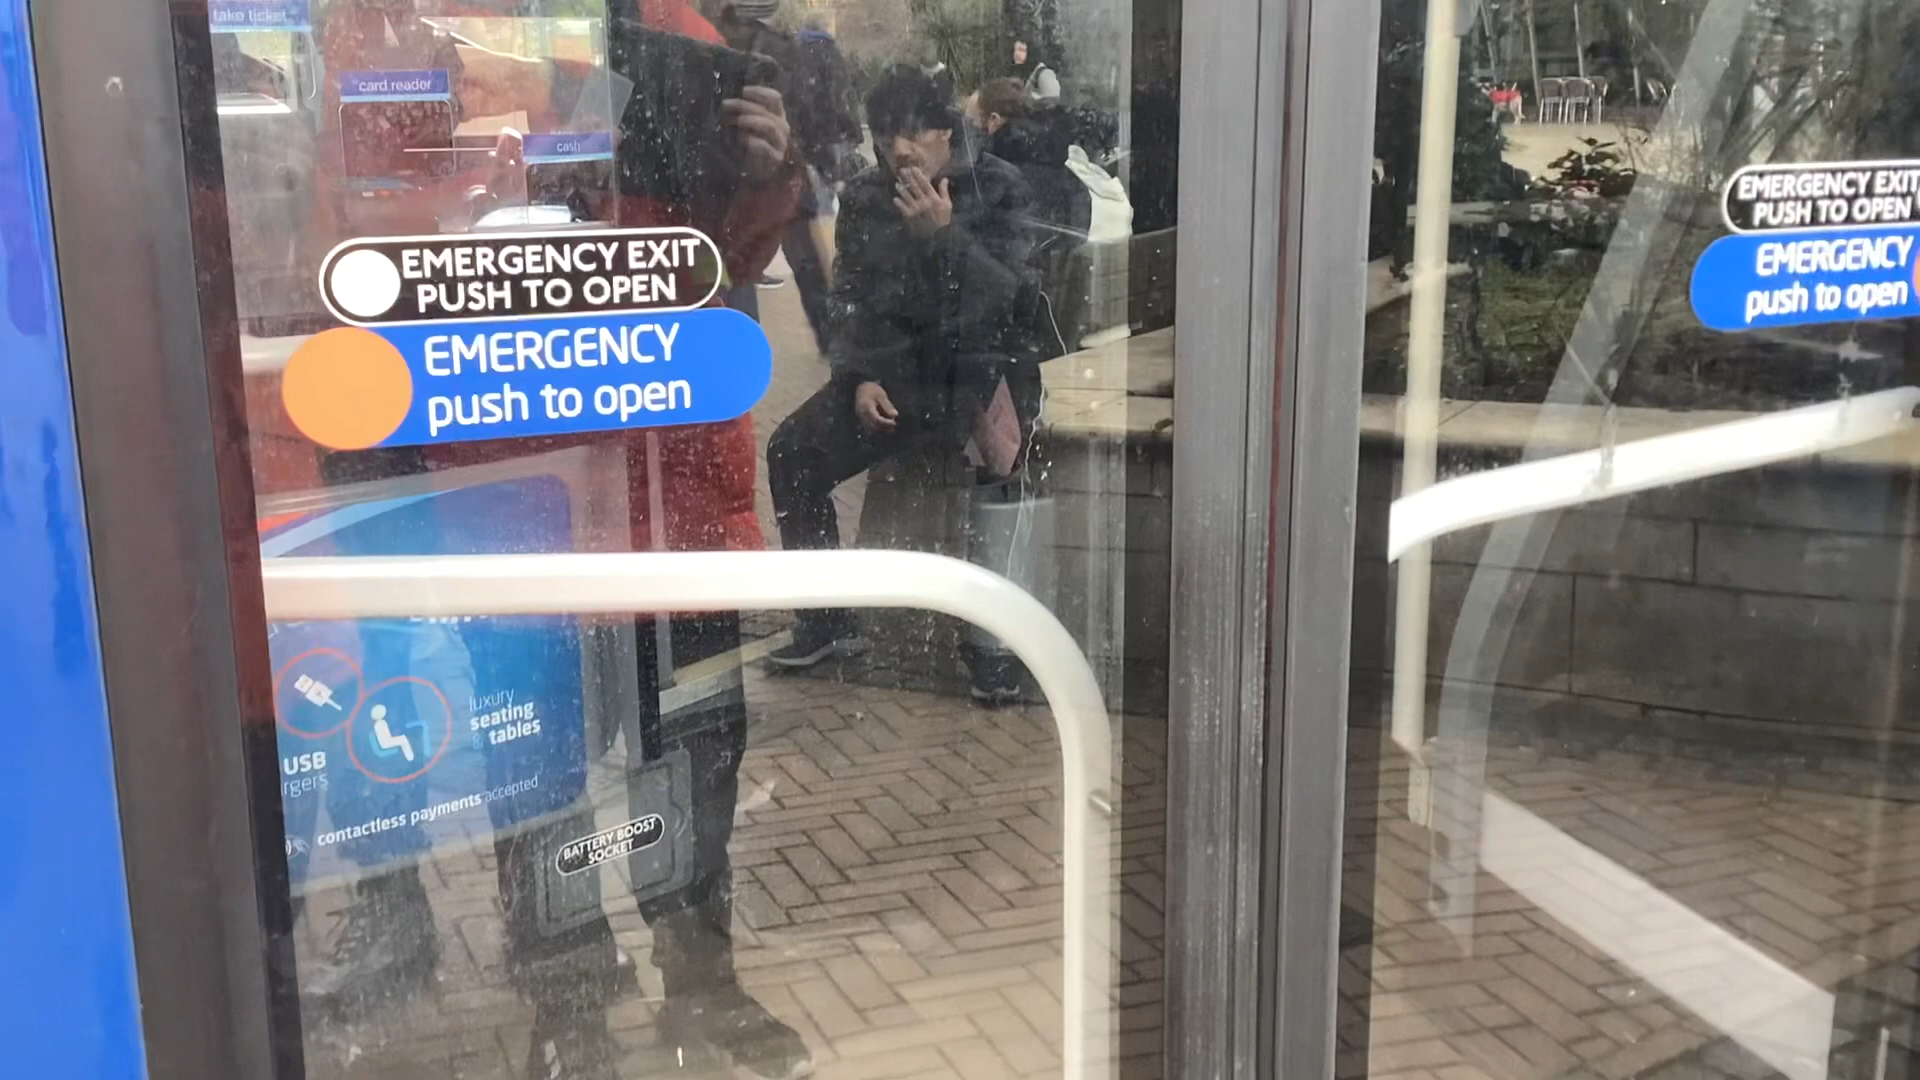 take ticket
card reader
cash
EMERGENCY EXIT
PUSH TO OPEN
EMERGENCY
push to open
EMERGENCY EXIT
PUSH TO OPEN
EMERGENCY
push to open
luxury
seating
& tables
USB
rgers
contactless payments accepted
BATTERY BOOST
SOCKET